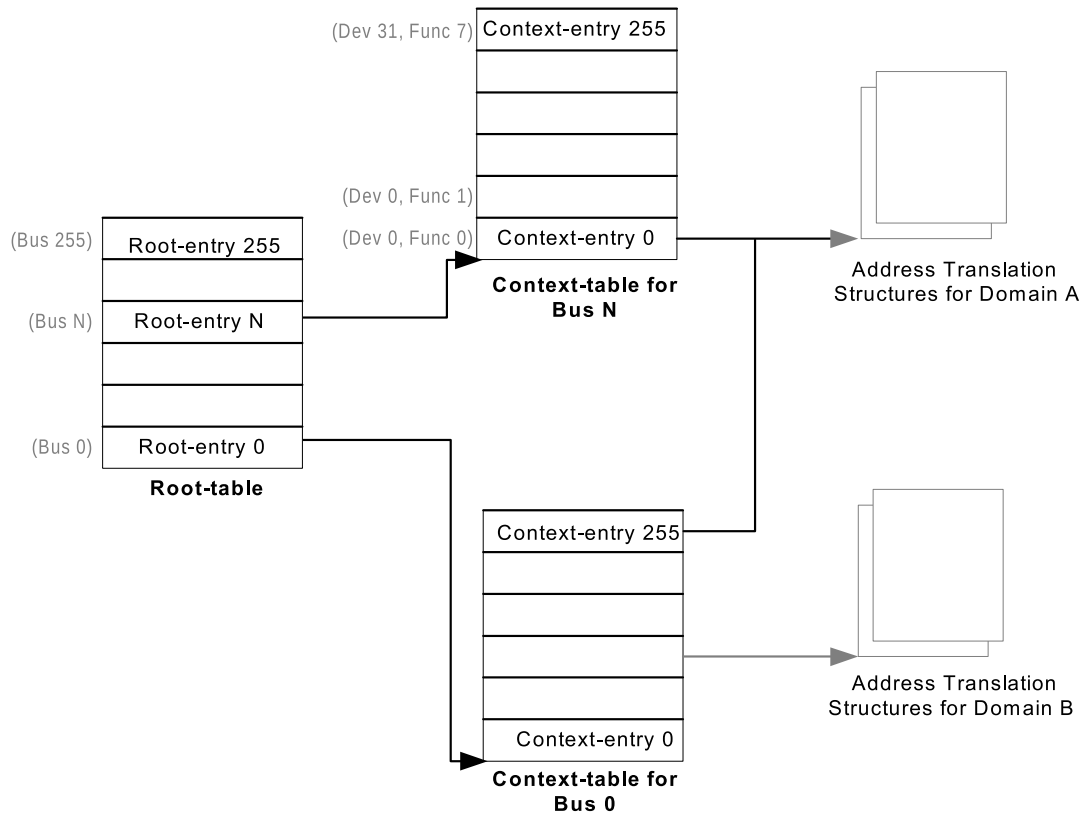 (Dev 31, Func 7)
Context-entry 255
(Dev 0, Func 1)
(Dev 0, Func 0)
Context-entry 0
Context-table for
Bus N
(Bus 255)
Root-entry 255
(Bus N)
Root-entry N
(Bus 0)
Root-entry 0
Root-table
Address Translation
Structures for Domain A
Context-entry 255
Context-entry 0
Context-table for
Bus 0
Address Translation
Structures for Domain B